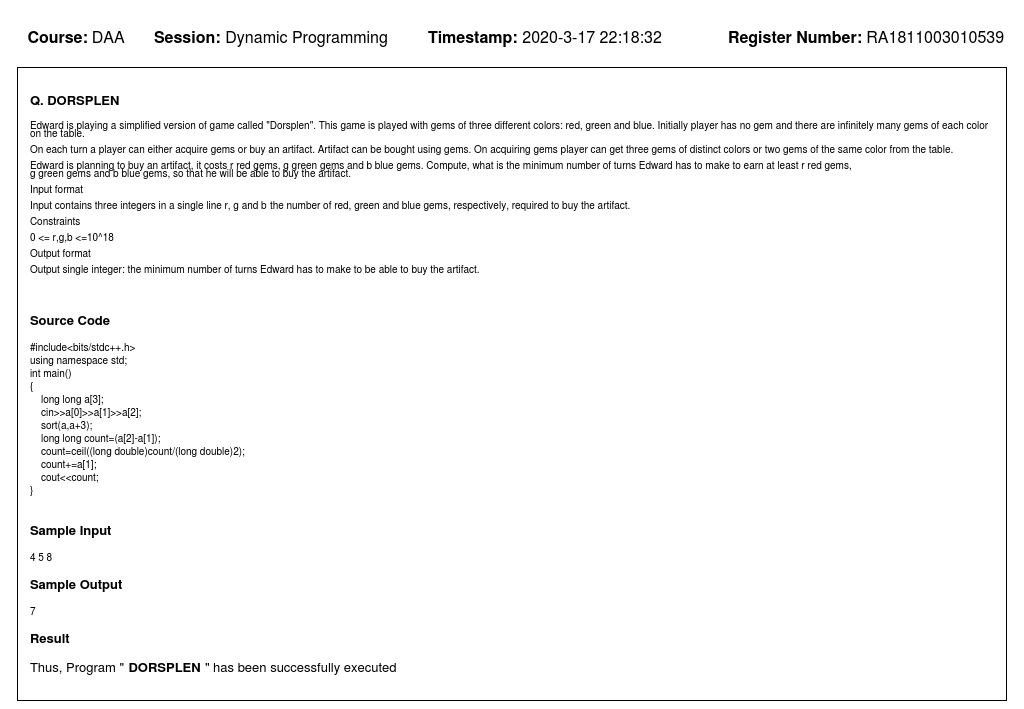 Course: DAA Session: Dynamic Programming Timestamp: 2020-3-17 22:18:32 Register Number: RA1811003010539
Q. DORSPLEN
Edward is playing a simplified version of game called "Dorsplen". This game is played with gems of three different colors: red, green and blue. Initially player has no gem and there are infinitely many gems of each color
on the table.
On each turn a player can either acquire gems or buy an artifact. Artifact can be bought using gems. On acquiring gems player can get three gems of distinct colors or two gems of the same color from the table.
Edward is planning to buy an artifact, it costs r red gems, g green gems and b blue gems. Compute, what is the minimum number of turns Edward has to make to earn at least r red gems,
g green gems and b blue gems, so that he will be able to buy the artifact.
Input format
Input contains three integers in a single line r, g and b the number of red, green and blue gems, respectively, required to buy the artifact.
Constraints
0 <= r,g,b <=10^18
Output format
Output single integer: the minimum number of turns Edward has to make to be able to buy the artifact.
Source Code
#include<bits/stdc++.h>
using namespace std;
int main()
{
long long a[3];
cin>>a[0]>>a[1]>>a[2];
sort(a,a+3);
long long count=(a[2]-a[1]);
count=ceil((long double)count/(long double)2);
count+=a[1];
cout<<count;
}
Sample Input
4 5 8
Sample Output
7
Result
Thus, Program " DORSPLEN " has been successfully executed